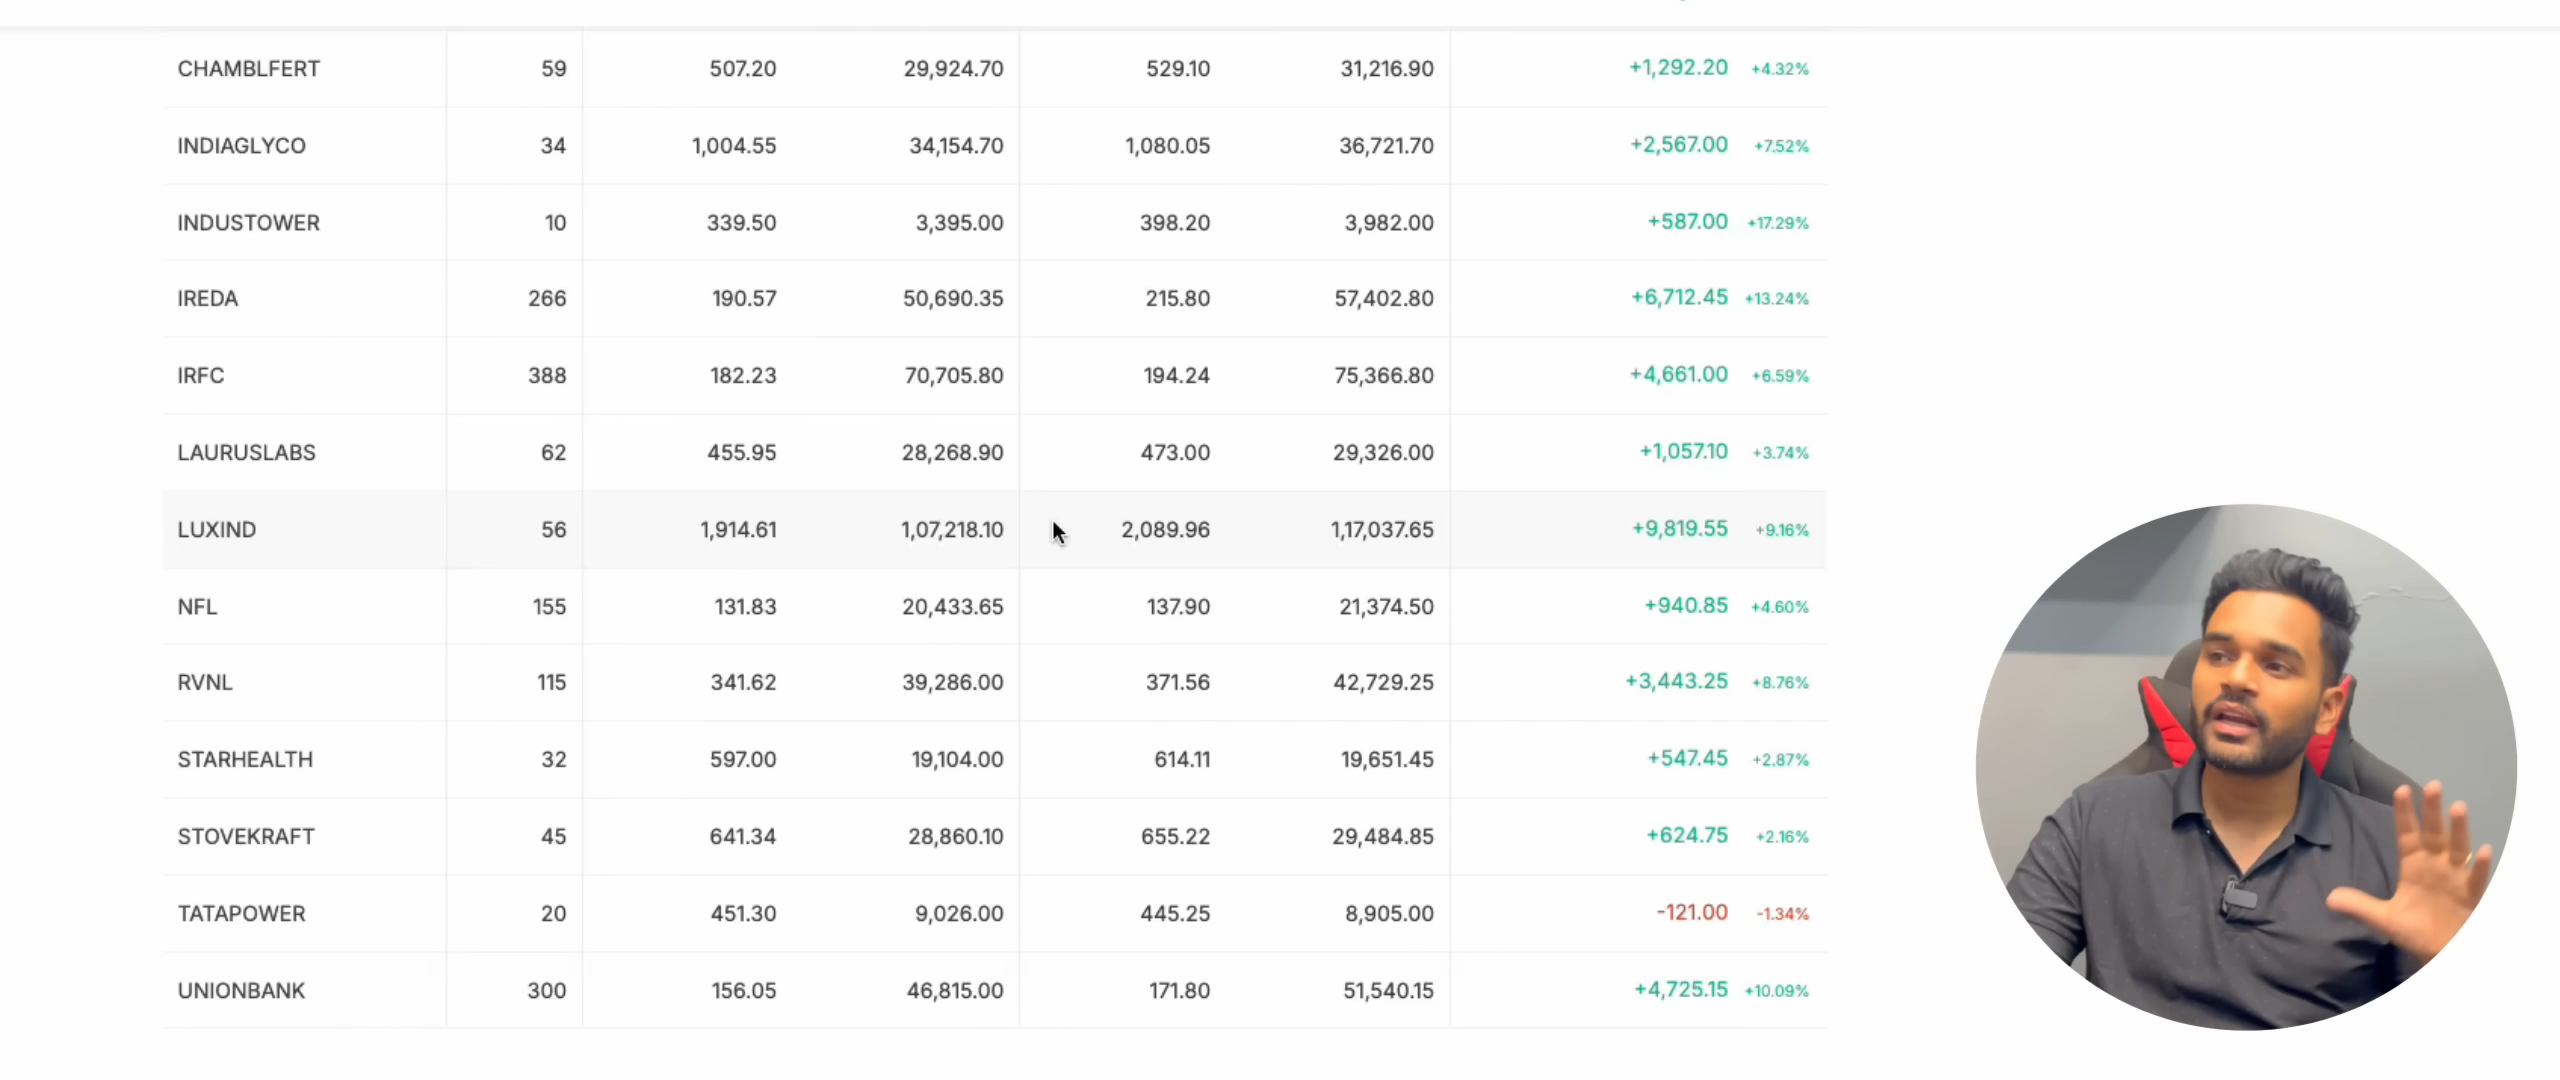 CHAMBLFERT 59 507.20 29,924.70 529.10 31,216.90 +1,292.20 +4.32%
INDIAGLYCO 34 1,004.55 34,154.70 1,080.05 36,721.70 +2,567.00 +7.52%
INDUSTOWER 10 339.50 3,395.00 398.20 3,982.00 +587.00 +17.29%
IREDA 266 190.57 50,690.35 215.80 57,402.80 +6,712.45 +13.24%
IRFC 388 182.23 70,705.80 194.24 75,366.80 +4,661.00 +6.59%
LAURUSLABS 62 455.95 28,268.90 473.00 29,326.00 +1,057.10 +3.74%
LUXIND 56 1,914.61 1,07,218.10 2,089.96 1,17,037.65 +9,819.55 +9.16%
NFL 155 131.83 20,433.65 137.90 21,374.50 +940.85 +4.60%
RVNL 115 341.62 39,286.00 371.56 42,729.25 +3,443.25 +8.76%
STARHEALTH 32 597.00 19,104.00 614.11 19,651.45 +547.45 +2.87%
STOVEKRAFT 45 641.34 28,860.10 655.22 29,484.85 +624.75 +2.16%
TATAPOWER 20 451.30 9,026.00 445.25 8,905.00 -121.00 -1.34%
UNIONBANK 300 156.05 46,815.00 171.80 51,540.15 +4,725.15 +10.09%